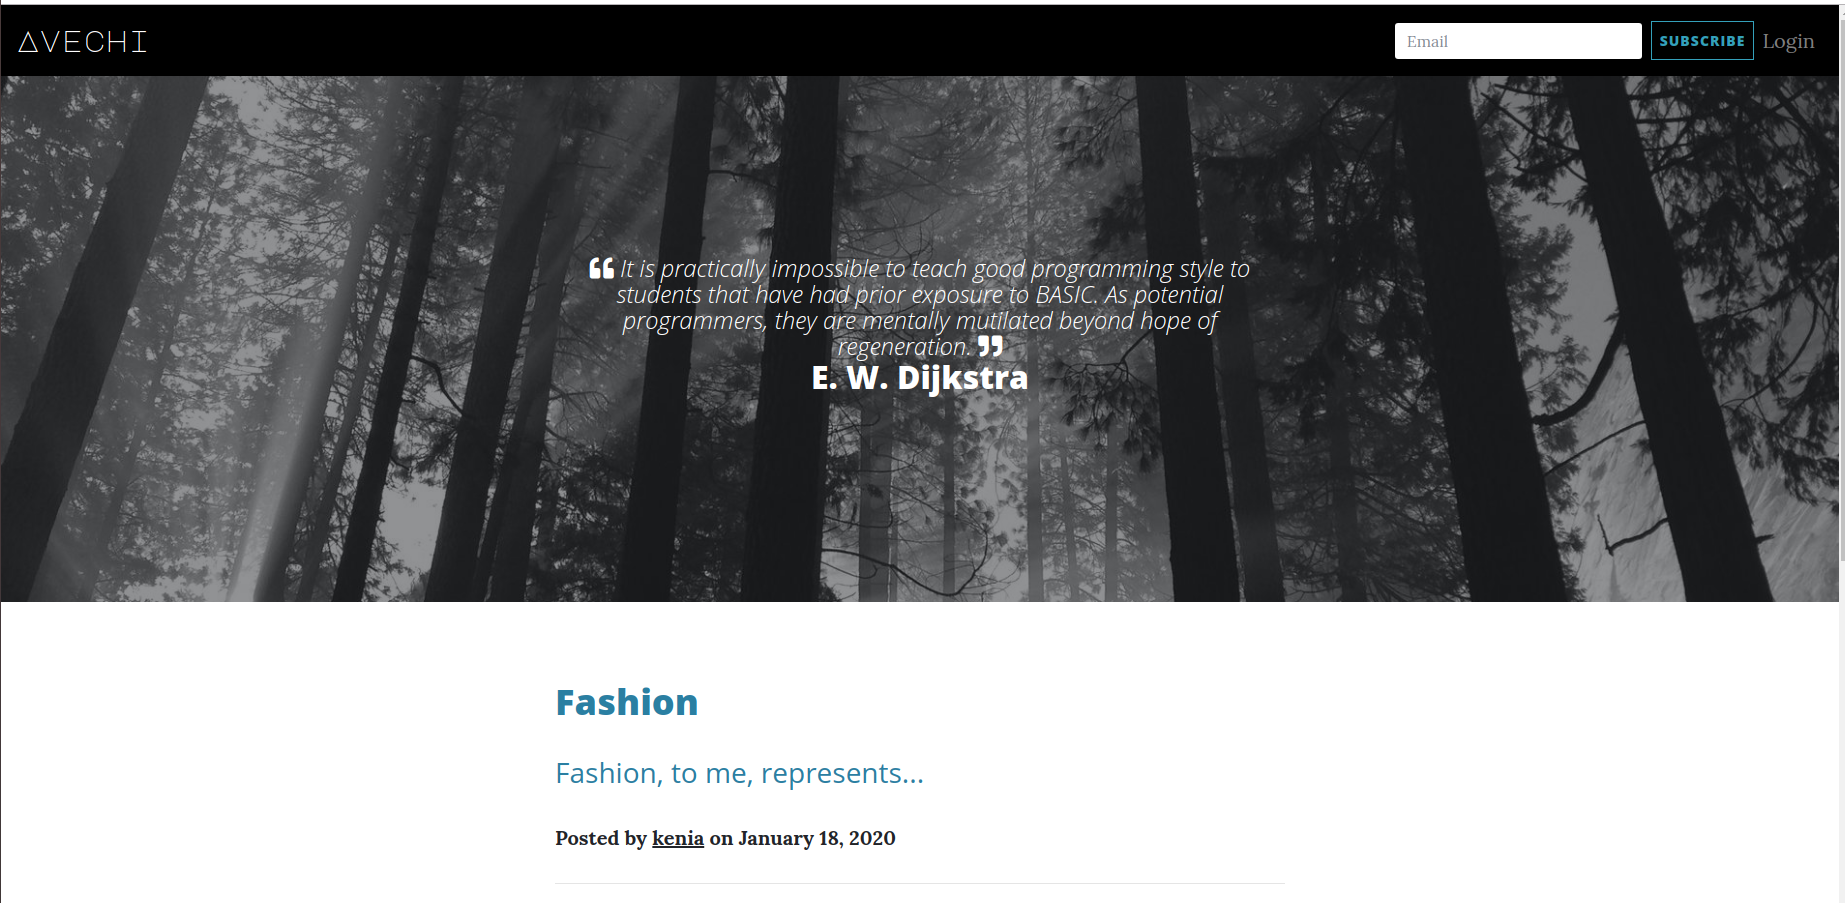 AVECHI
Email
SUBSCRIBE
Login
❝ It is practically impossible to teach good programming style to
students that have had prior exposure to BASIC. As potential
programmers, they are mentally mutilated beyond hope of
regeneration. ❞
E. W. Dijkstra
Fashion
Fashion, to me, represents...
Posted by kenia on January 18, 2020